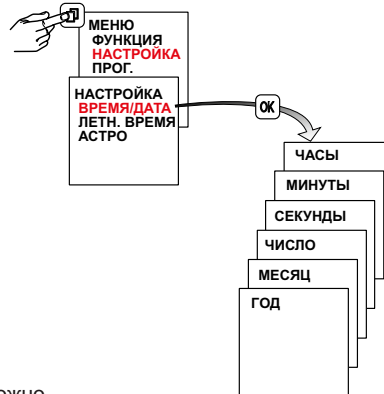 МЕНЮ
ФУНКЦИЯ
НАСТРОЙКА
ПРОГ.
НАСТРОЙКА
ВРЕМЯ/ДАТА
ЛЕТН. ВРЕМЯ
АСТРО
OK
ЧАСЫ
МИНУТЫ
СЕКУНДЫ
ЧИСЛО
МЕСЯЦ
ГОД